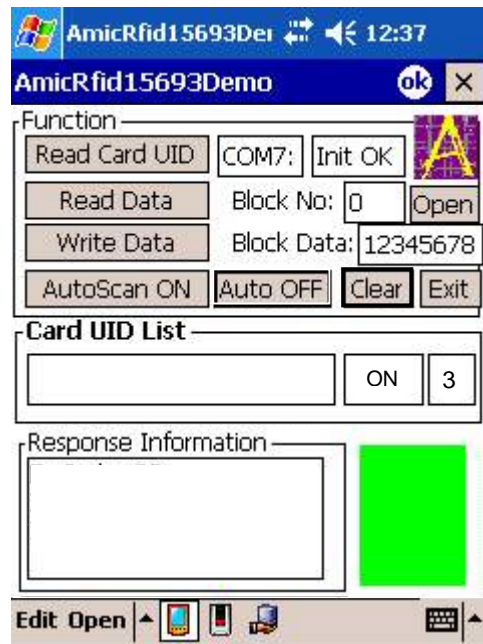 AmicRfid15693Der 12:37
AmicRfid15693Demo ok
Function
Read Card UID COM7: Init OK
Read Data Block No: 0 Open
Write Data Block Data: 12345678
AutoScan ON Auto OFF Clear Exit
Card UID List
ON 3
Response Information
Edit Open